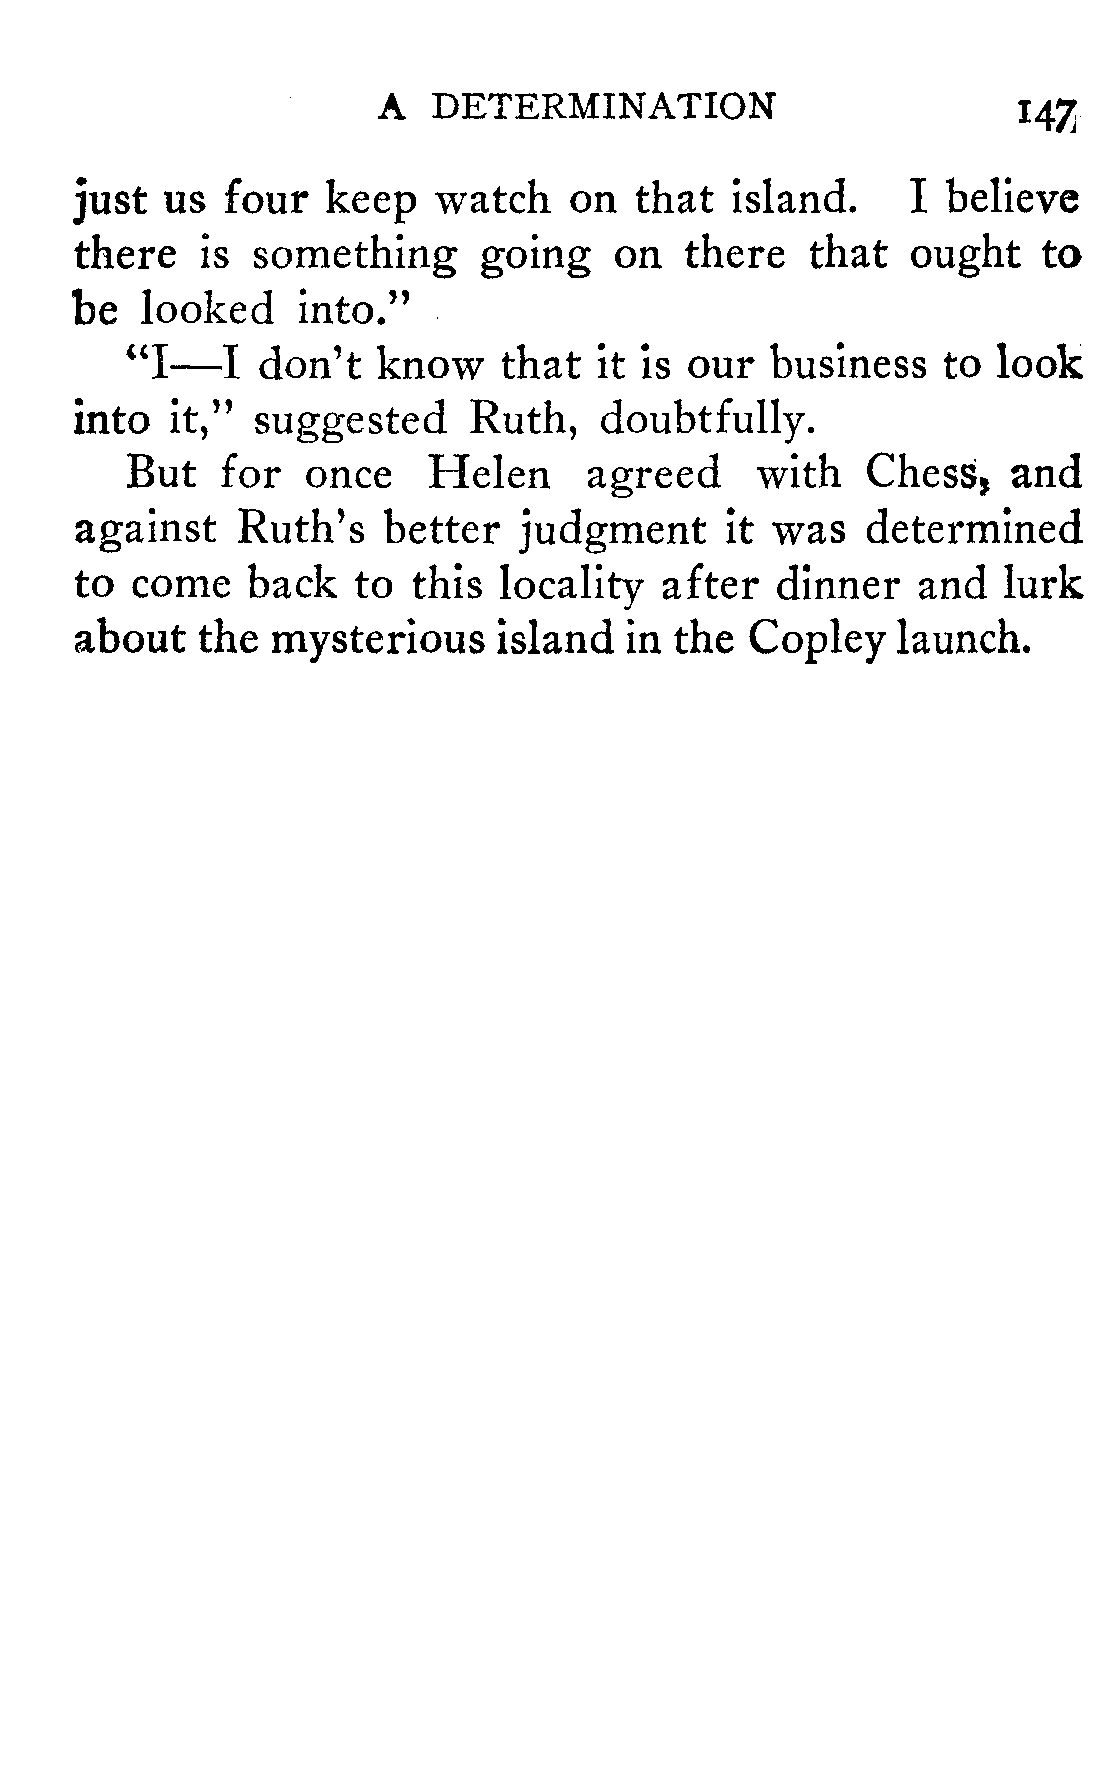 A DETERMINATION 147
just us four keep watch on that island. I believe
there is something going on there that ought to
be looked into.”
“I—I don’t know that it is our business to look
into it,” suggested Ruth, doubtfully.
But for once Helen agreed with Chess, and
against Ruth’s better judgment it was determined
to come back to this locality after dinner and lurk
about the mysterious island in the Copley launch.